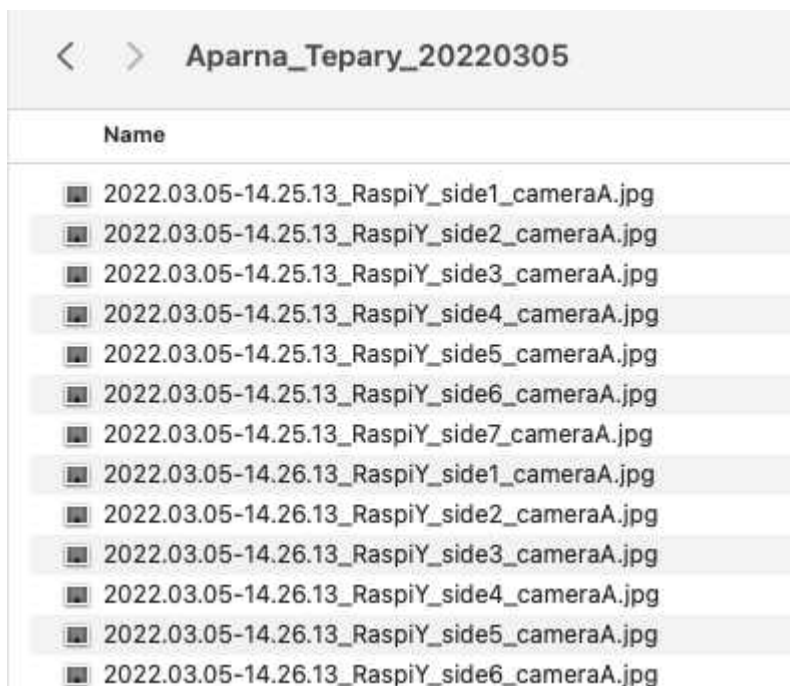 Aparna_Tepary_20220305
Name
2022.03.05-14.25.13_RaspiY_side1_cameraA.jpg
2022.03.05-14.25.13_RaspiY_side2_cameraA.jpg
2022.03.05-14.25.13_RaspiY_side3_cameraA.jpg
2022.03.05-14.25.13_RaspiY_side4_cameraA.jpg
2022.03.05-14.25.13_RaspiY_side5_cameraA.jpg
2022.03.05-14.25.13_RaspiY_side6_cameraA.jpg
2022.03.05-14.25.13_RaspiY_side7_cameraA.jpg
2022.03.05-14.26.13_RaspiY_side1_cameraA.jpg
2022.03.05-14.26.13_RaspiY_side2_cameraA.jpg
2022.03.05-14.26.13_RaspiY_side3_cameraA.jpg
2022.03.05-14.26.13_RaspiY_side4_cameraA.jpg
2022.03.05-14.26.13_RaspiY_side5_cameraA.jpg
2022.03.05-14.26.13_RaspiY_side6_cameraA.jpg